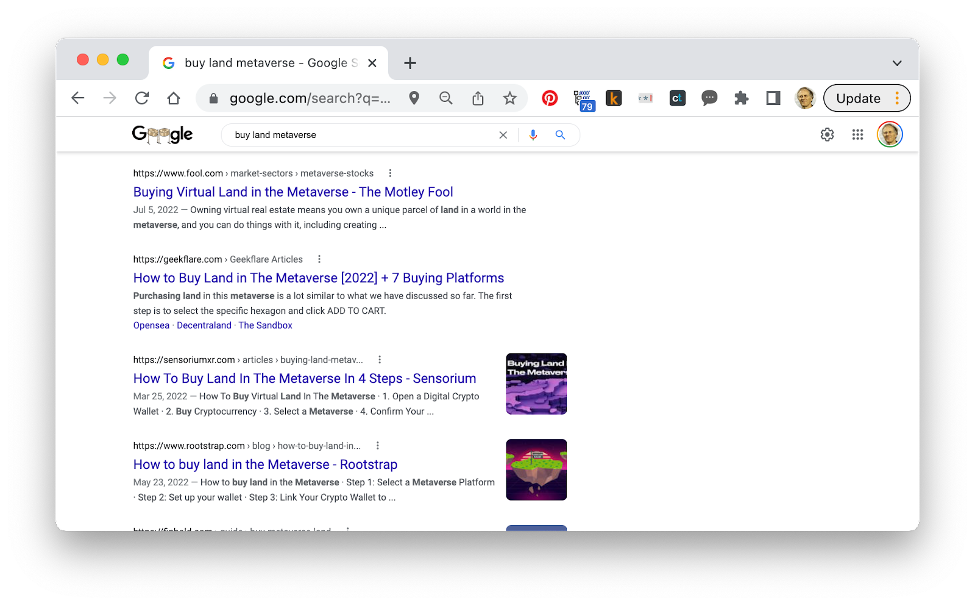 buy land metaverse - Google S
google.com/search?q=...
79
k
ct
Update
Google
buy land metaverse
https://www.fool.com › market-sectors › metaverse-stocks
Buying Virtual Land in the Metaverse - The Motley Fool
Jul 5, 2022 — Owning virtual real estate means you own a unique parcel of land in a world in the
metaverse, and you can do things with it, including creating ...
https://geekflare.com › Geekflare Articles
How to Buy Land in The Metaverse [2022] + 7 Buying Platforms
Purchasing land in this metaverse is a lot similar to what we have discussed so far. The first
step is to select the specific hexagon and click ADD TO CART.
Opensea · Decentraland · The Sandbox
https://sensoriumxr.com › articles › buying-land-metav...
How To Buy Land In The Metaverse In 4 Steps - Sensorium
Mar 25, 2022 — How To Buy Virtual Land In The Metaverse · 1. Open a Digital Crypto
Wallet · 2. Buy Cryptocurrency · 3. Select a Metaverse · 4. Confirm Your ...
Buying Land
The Metaver
https://www.rootstrap.com › blog › how-to-buy-land-in...
How to buy land in the Metaverse - Rootstrap
May 23, 2022 — How to buy land in the Metaverse · Step 1: Select a Metaverse Platform
· Step 2: Set up your wallet · Step 3: Link Your Crypto Wallet to ...